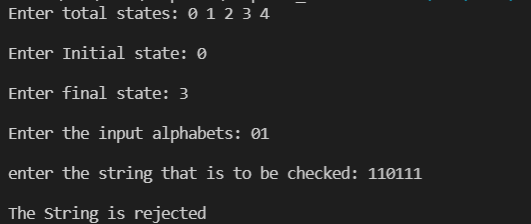 Enter total states: 0 1 2 3 4
Enter Initial state: 0
Enter final state: 3
Enter the input alphabets: 01
enter the string that is to be checked: 110111
The String is rejected